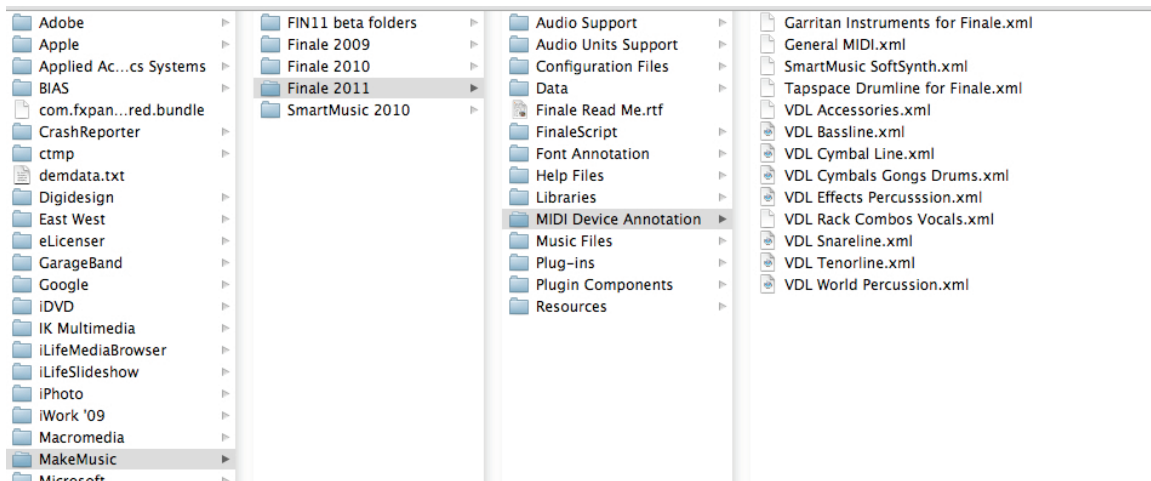 Adobe
Apple
Applied Ac...cs Systems
BIAS
com.fxpan...red.bundle
CrashReporter
ctmp
demdata.txt
Digidesign
East West
eLicenser
GarageBand
Google
iDVD
IK Multimedia
iLifeMediaBrowser
iLifeSlideshow
iPhoto
iWork '09
Macromedia
MakeMusic
Microsoft
FIN11 beta folders
Finale 2009
Finale 2010
Finale 2011
SmartMusic 2010
Audio Support
Audio Units Support
Configuration Files
Data
Finale Read Me.rtf
FinaleScript
Font Annotation
Help Files
Libraries
MIDI Device Annotation
Music Files
Plug-ins
Plugin Components
Resources
Garritan Instruments for Finale.xml
General MIDI.xml
SmartMusic SoftSynth.xml
Tapspace Drumline for Finale.xml
VDL Accessories.xml
VDL Bassline.xml
VDL Cymbal Line.xml
VDL Cymbals Gongs Drums.xml
VDL Effects Percusssion.xml
VDL Rack Combos Vocals.xml
VDL Snareline.xml
VDL Tenorline.xml
VDL World Percussion.xml